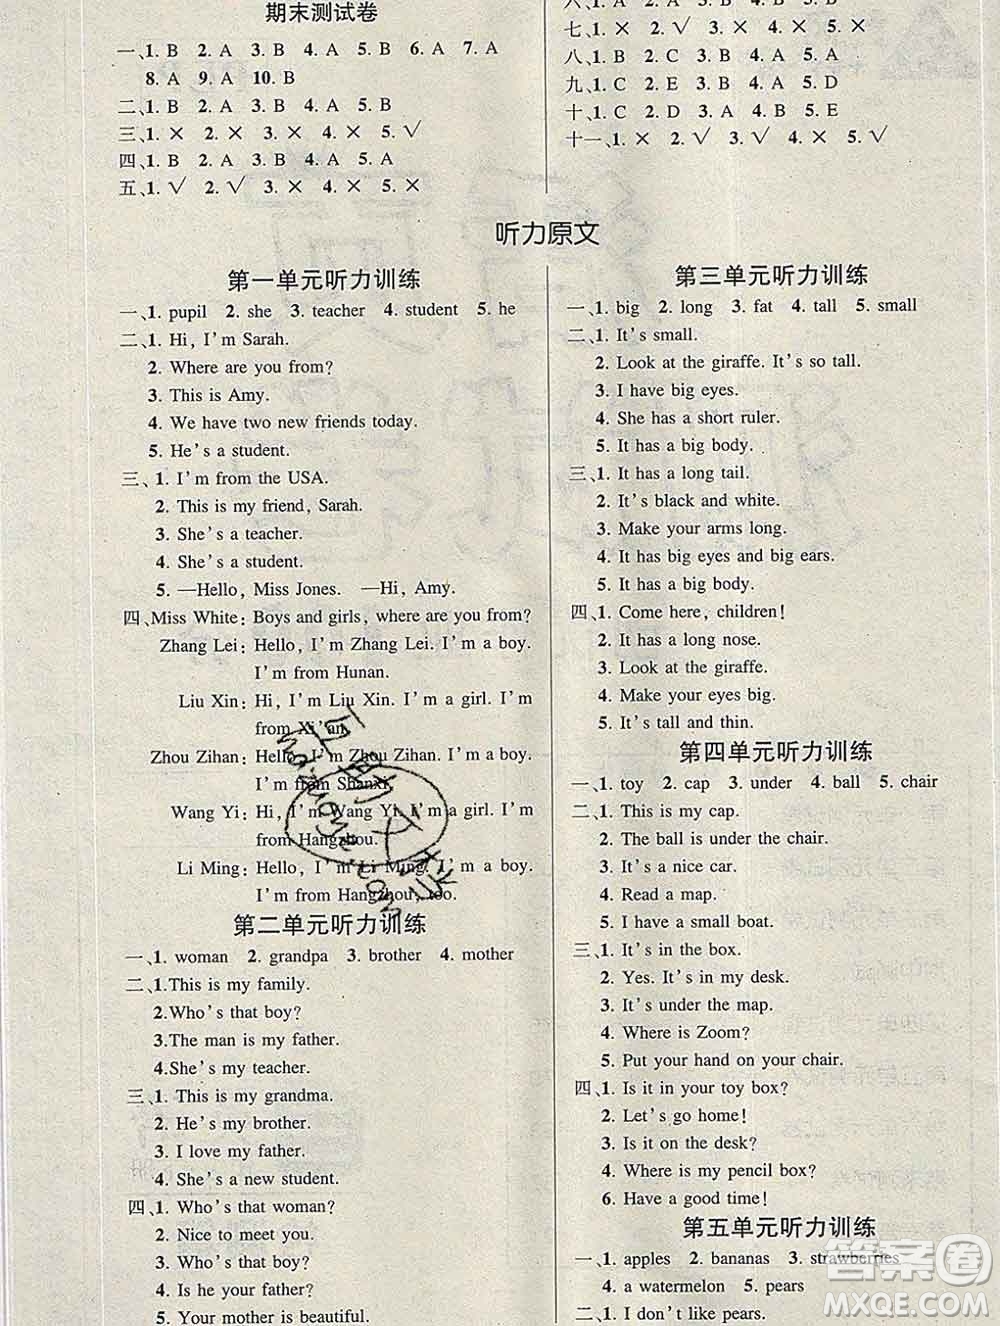 期末测试卷
一、1. B 2. A 3. B 4. A 5. B 6. A 7. A
8. A 9. A 10. B
二、1. B 2. A 3. B 4. A 5. B
三、1. × 2. × 3. × 4. × 5. √
四、1. B 2. A 3. B 4. A 5. A
五、1. √ 2. √ 3. × 4. × 5. ×
七、1. × 2. √ 3. × 4. × 5. √
八、1. B 2. C 3. B 4. A 5. A
九、1. C 2. E 3. B 4. A 5. D
十、1. C 2. D 3. A 4. B 5. E
十一、1. × 2. √ 3. √ 4. × 5. √
听力原文
第一单元听力训练
一、1. pupil 2. she 3. teacher 4. student 5. he
二、1. Hi, I'm Sarah.
2. Where are you from?
3. This is Amy.
4. We have two new friends today.
5. He's a student.
三、1. I'm from the USA.
2. This is my friend, Sarah.
3. She's a teacher.
4. She's a student.
5. —Hello, Miss Jones. —Hi, Amy.
四、Miss White: Boys and girls, where are you from?
Zhang Lei: Hello, I'm Zhang Lei. I'm a boy.
I'm from Hunan.
Liu Xin: Hi, I'm Liu Xin. I'm a girl. I'm
from Xi'an.
Zhou Zihan: Hello, I'm Zhou Zihan. I'm a boy.
I'm from Shanxi.
Wang Yi: Hi, I'm Wang Yi. I'm a girl. I'm
from Hangzhou.
Li Ming: Hello, I'm Li Ming. I'm a boy.
I'm from Hangzhou, too.
第二单元听力训练
一、1. woman 2. grandpa 3. brother 4. mother
二、1.This is my family.
2.Who's that boy?
3.The man is my father.
4.She's my teacher.
三、1. This is my grandma.
2. He's my brother.
3. I love my father.
4. She's a new student.
四、1. Who's that woman?
2. Nice to meet you.
3. Who's that boy?
4. Is he your father?
5. Your mother is beautiful.
第三单元听力训练
一、1. big 2. long 3. fat 4. tall 5. small
二、1. It's small.
2. Look at the giraffe. It's so tall.
3. I have big eyes.
4. She has a short ruler.
5. It has a big body.
三、1. It has a long tail.
2. It's black and white.
3. Make your arms long.
4. It has big eyes and big ears.
5. It has a big body.
四、1. Come here, children!
2. It has a long nose.
3. Look at the giraffe.
4. Make your eyes big.
5. It's tall and thin.
第四单元听力训练
一、1. toy 2. cap 3. under 4. ball 5. chair
二、1. This is my cap.
2. The ball is under the chair.
3. It's a nice car.
4. Read a map.
5. I have a small boat.
三、1. It's in the box.
2. Yes. It's in my desk.
3. It's under the map.
4. Where is Zoom?
5. Put your hand on your chair.
四、1. Is it in your toy box?
2. Let's go home!
3. Is it on the desk?
4. Where is my pencil box?
6. Have a good time!
第五单元听力训练
一、1. apples 2. bananas 3. strawberries
4. a watermelon 5. pears
二、1. I don't like pears.
答案圈
MXQE.COM